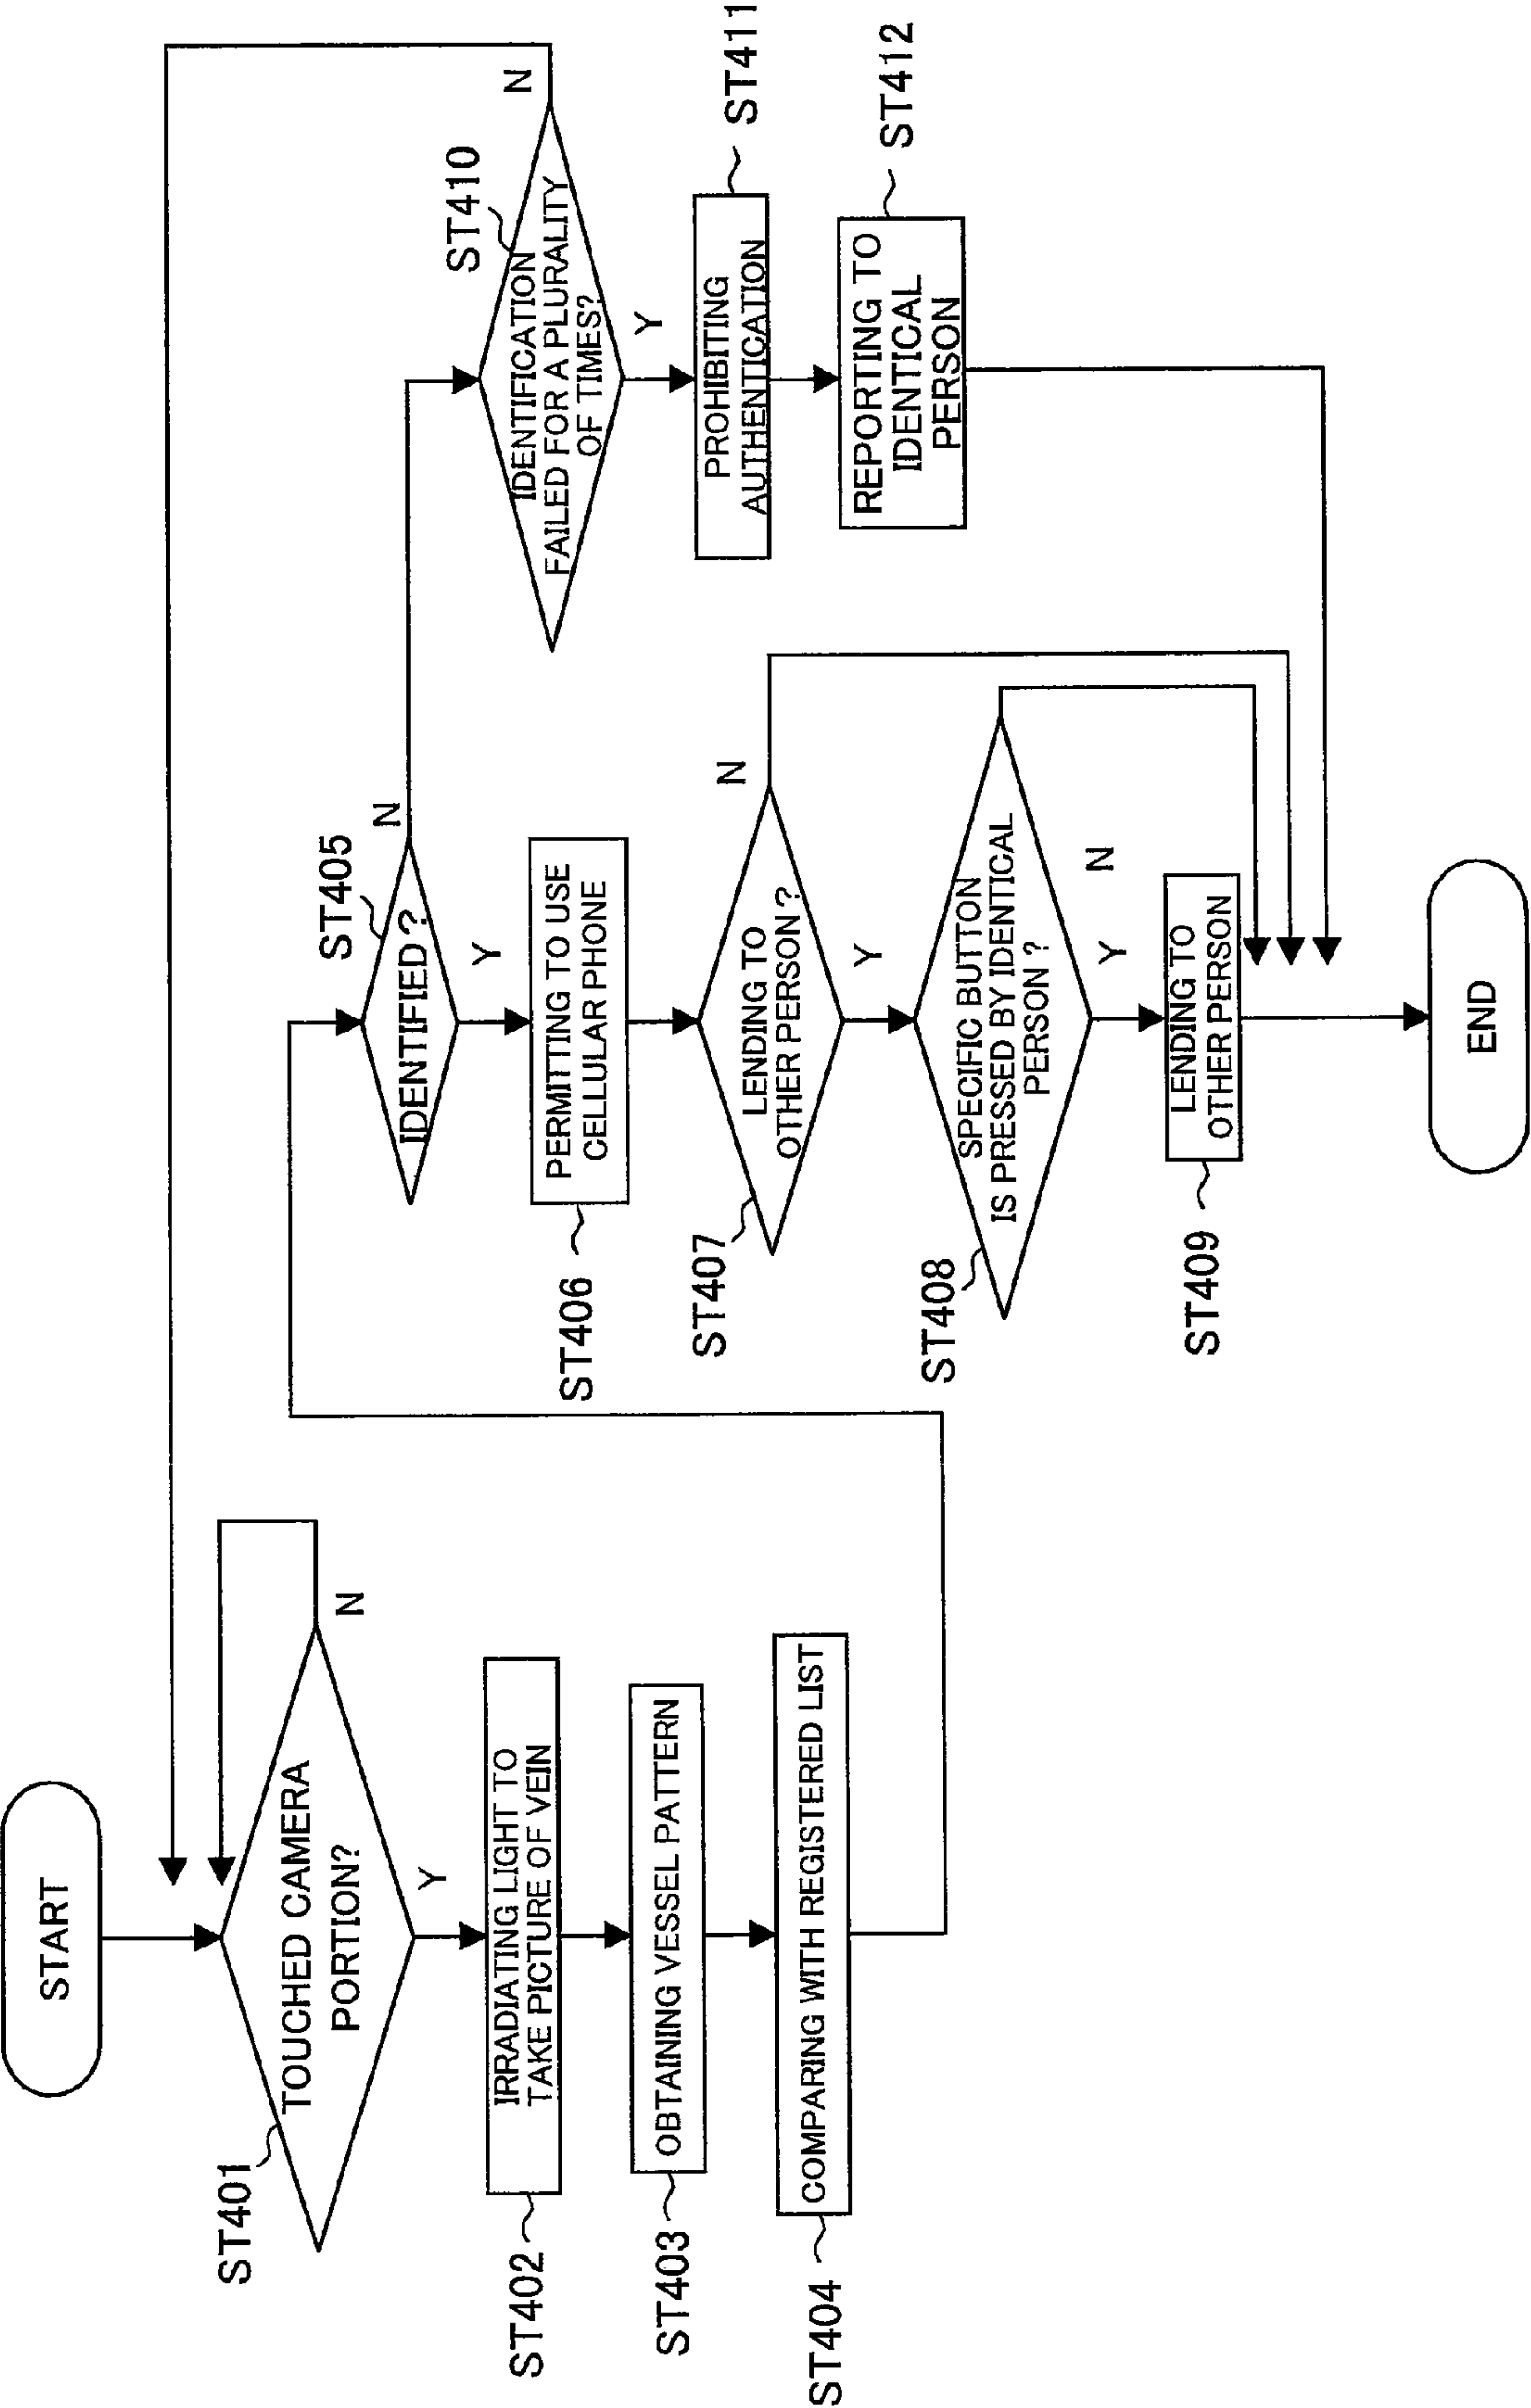 START
ST401
TOUCHED CAMERA
PORTION?
N
Y
ST402
IRRADIATING LIGHT TO
TAKE PICTURE OF VEIN
ST403
OBTAINING VESSEL PATTERN
ST404
COMPARING WITH REGISTERED LIST
ST405
IDENTIFIED ?
N
Y
ST406
PERMITTING TO USE
CELLULAR PHONE
ST407
LENDING TO
OTHER PERSON ?
N
Y
ST408
SPECIFIC BUTTON
IS PRESSED BY IDENTICAL
PERSON ?
N
Y
ST409
LENDING TO
OTHER PERSON
END
ST410
IDENTIFICATION
FAILED FOR A PLURALITY
OF TIMES?
N
Y
ST411
PROHIBITING
AUTHENTICATION
ST412
REPORTING TO
IDENTICAL
PERSON